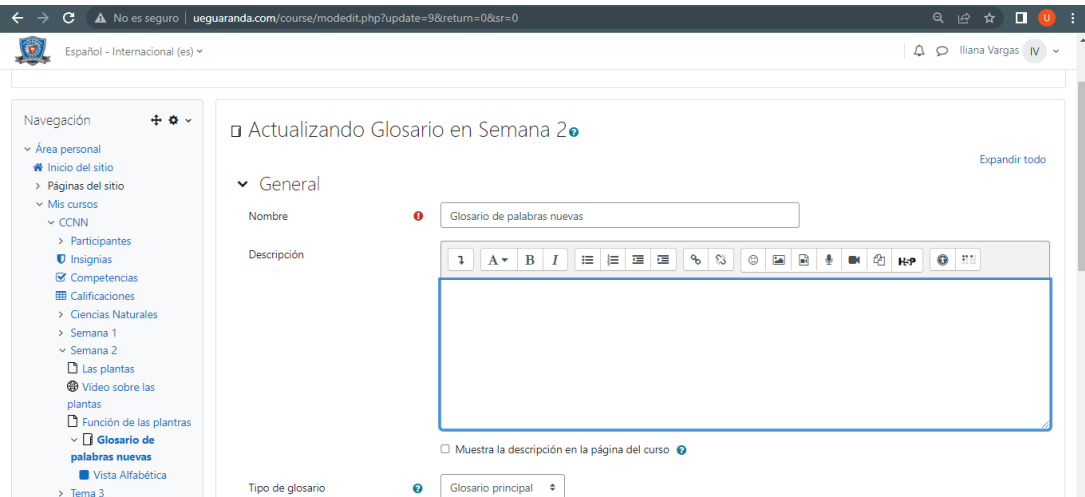 No es seguro | ueguaranda.com/course/modedit.php?update=9&return=0&sr=0
U
Español - Internacional (es)
Iliana Vargas IV
Navegación
Área personal
Inicio del sitio
Páginas del sitio
Mis cursos
CCNN
Participantes
Insignias
Competencias
Calificaciones
Ciencias Naturales
Semana 1
Semana 2
Las plantas
Vídeo sobre las
plantas
Función de las plantras
Glosario de
palabras nuevas
Vista Alfabética
Tema 3
Actualizando Glosario en Semana 2
Expandir todo
General
Nombre
Glosario de palabras nuevas
Descripción
A B I H-P
Muestra la descripción en la página del curso
Tipo de glosario
Glosario principal